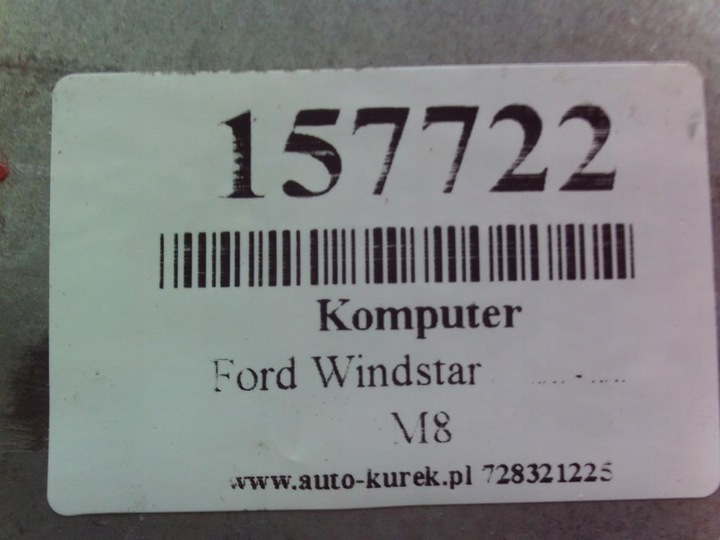 157722
Komputer
Ford Windstar
M8
www.auto-kurek.pl 728321225